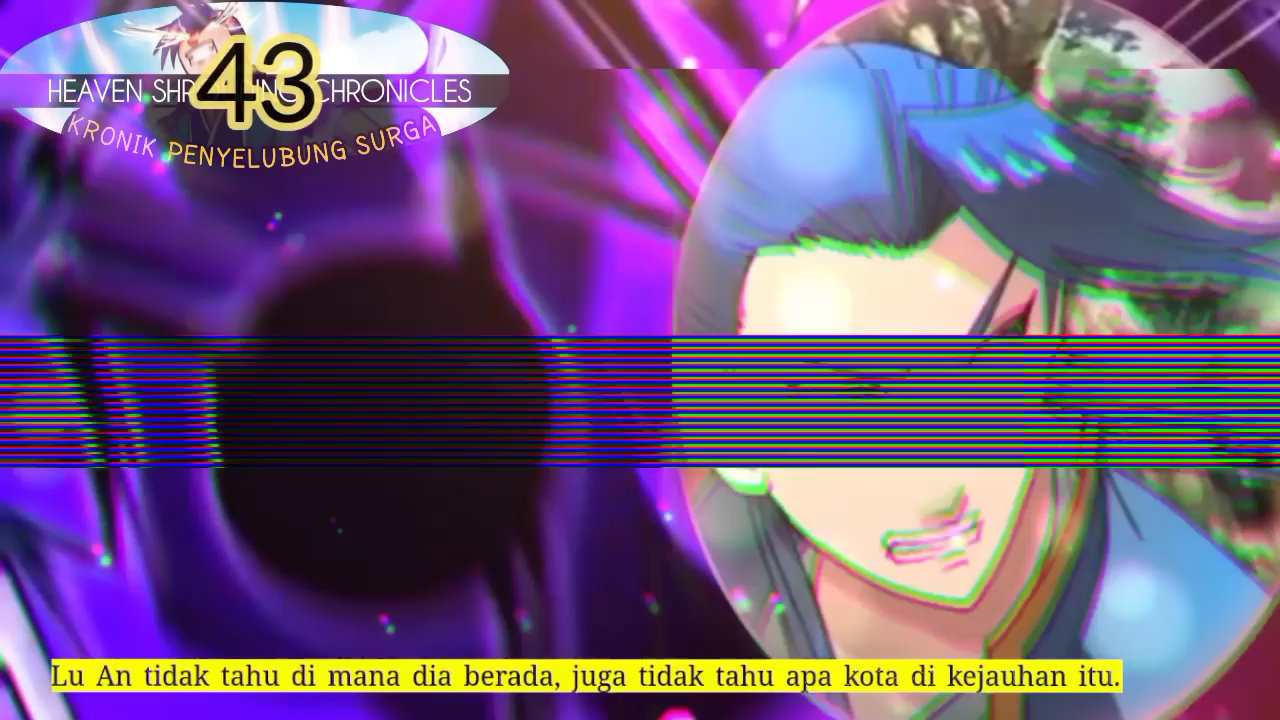 43
HEAVEN CHRONICLES
KRONIK PENYELUBUNG SURGA
Lu An tidak tahu di mana dia berada, juga tidak tahu apa kota di kejauhan itu.